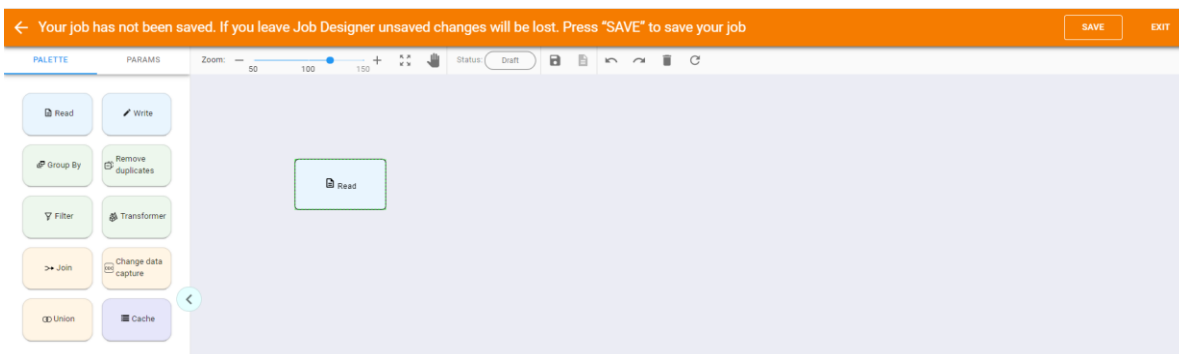 Your job has not been saved. If you leave Job Designer unsaved changes will be lost. Press “SAVE” to save your job
SAVE
EXIT
PALETTE
PARAMS
Zoom:
50
100
150
Status:
Draft
Read
Write
Group By
Remove
duplicates
Filter
Transformer
Join
Change data
capture
CDC
Union
Cache
Read